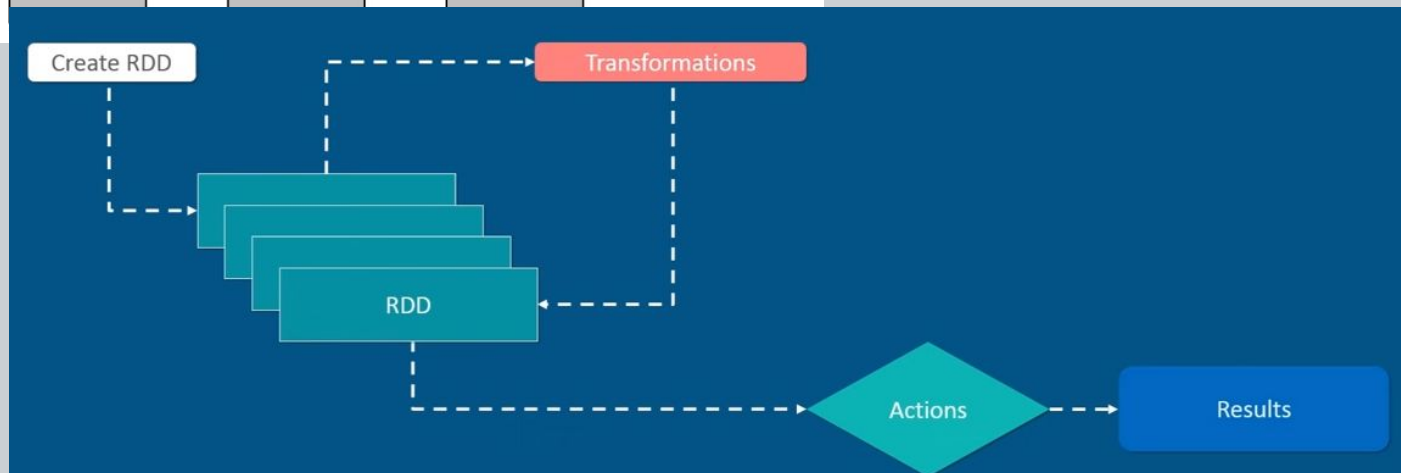 Create RDD
Transformations
RDD
Actions
Results